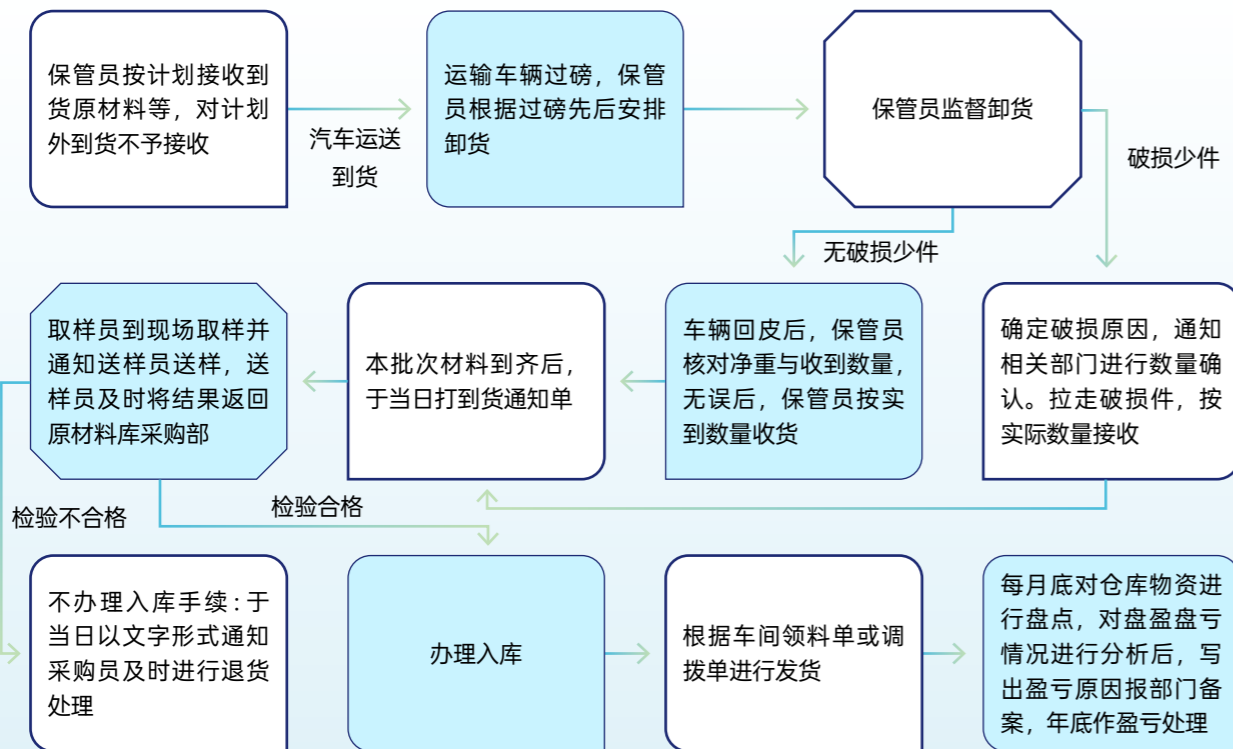 保管员按计划接收到
货原材料等，对计划
外到货不予接收
汽车运送
到货
运输车辆过磅，保管
员根据过磅先后安排
卸货
保管员监督卸货
破损少件
无破损少件
确定破损原因，通知
相关部门进行数量确
认。拉走破损件，按
实际数量接收
车辆回皮后，保管员
核对净重与收到数量，
无误后，保管员按实
到数量收货
本批次材料到齐后，
于当日打到货通知单
取样员到现场取样并
通知送样员送样，送
样员及时将结果返回
原材料库采购部
检验不合格
检验合格
不办理入库手续：于
当日以文字形式通知
采购员及时进行退货
处理
办理入库
根据车间领料单或调
拨单进行发货
每月底对仓库物资进
行盘点，对盘盈盘亏
情况进行分析后，写
出盈亏原因报部门备
案，年底作盈亏处理